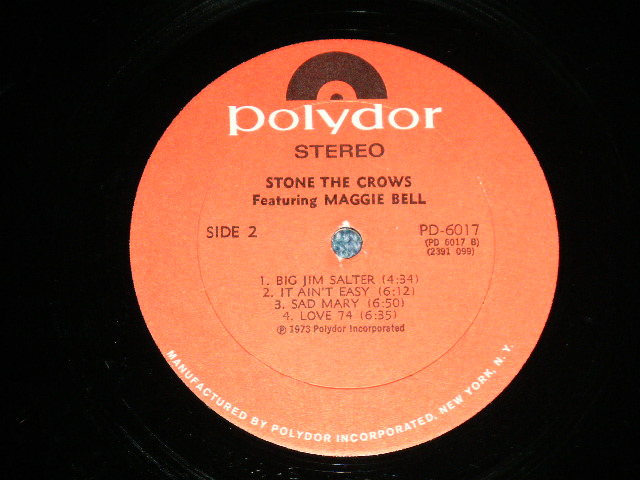 polydor
STEREO
STONE THE CROWS
Featuring MAGGIE BELL
SIDE 2
PD-6017
(PD 6017 B)
(2391 099)
1. BIG JIM SALTER (4:34)
2. IT AIN'T EASY (6:12)
3. SAD MARY (6:50)
4. LOVE 74 (6:35)
℗ 1973 Polydor Incorporated
MANUFACTURED BY POLYDOR INCORPORATED, NEW YORK, N. Y.